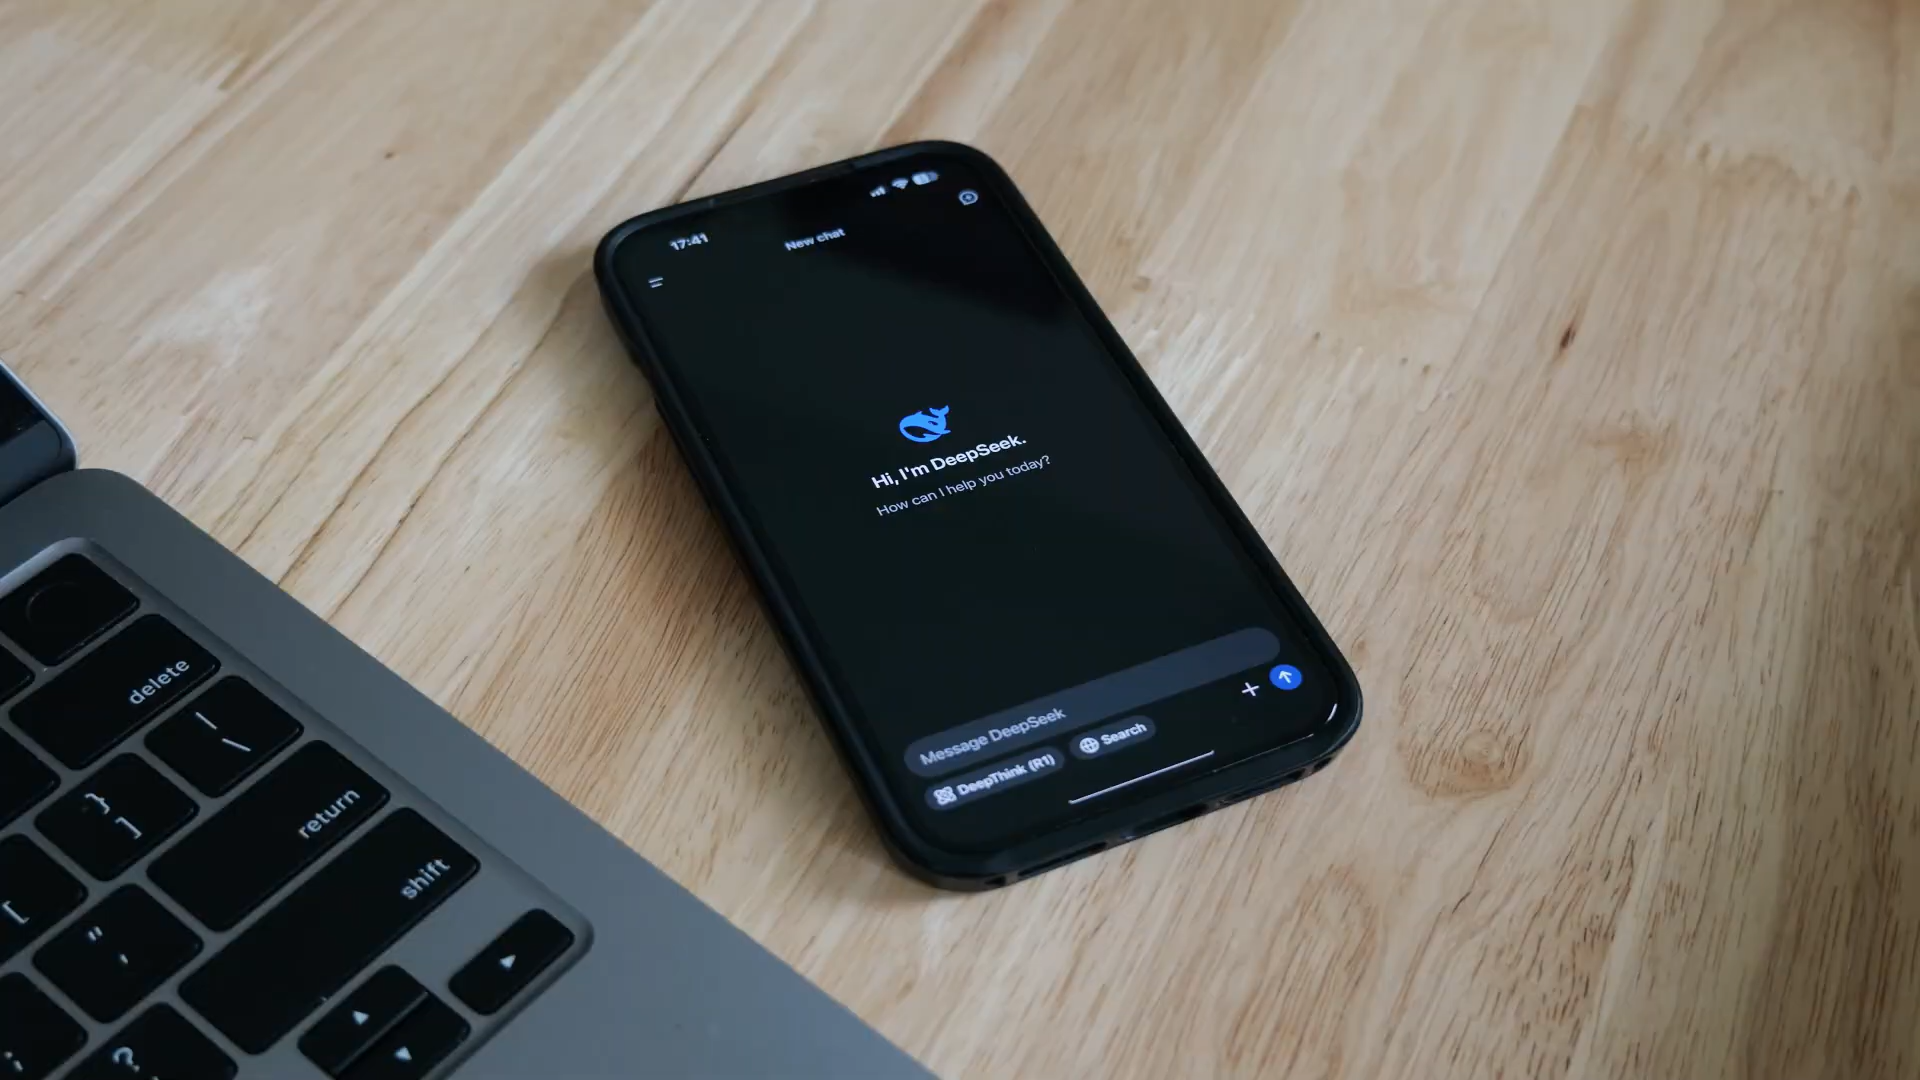 17:41
New chat
Hi, I'm DeepSeek.
How can I help you today?
Message DeepSeek
DeepThink (R1)
Search
delete
|
\
}
]
return
[
"
'
shift
;
?